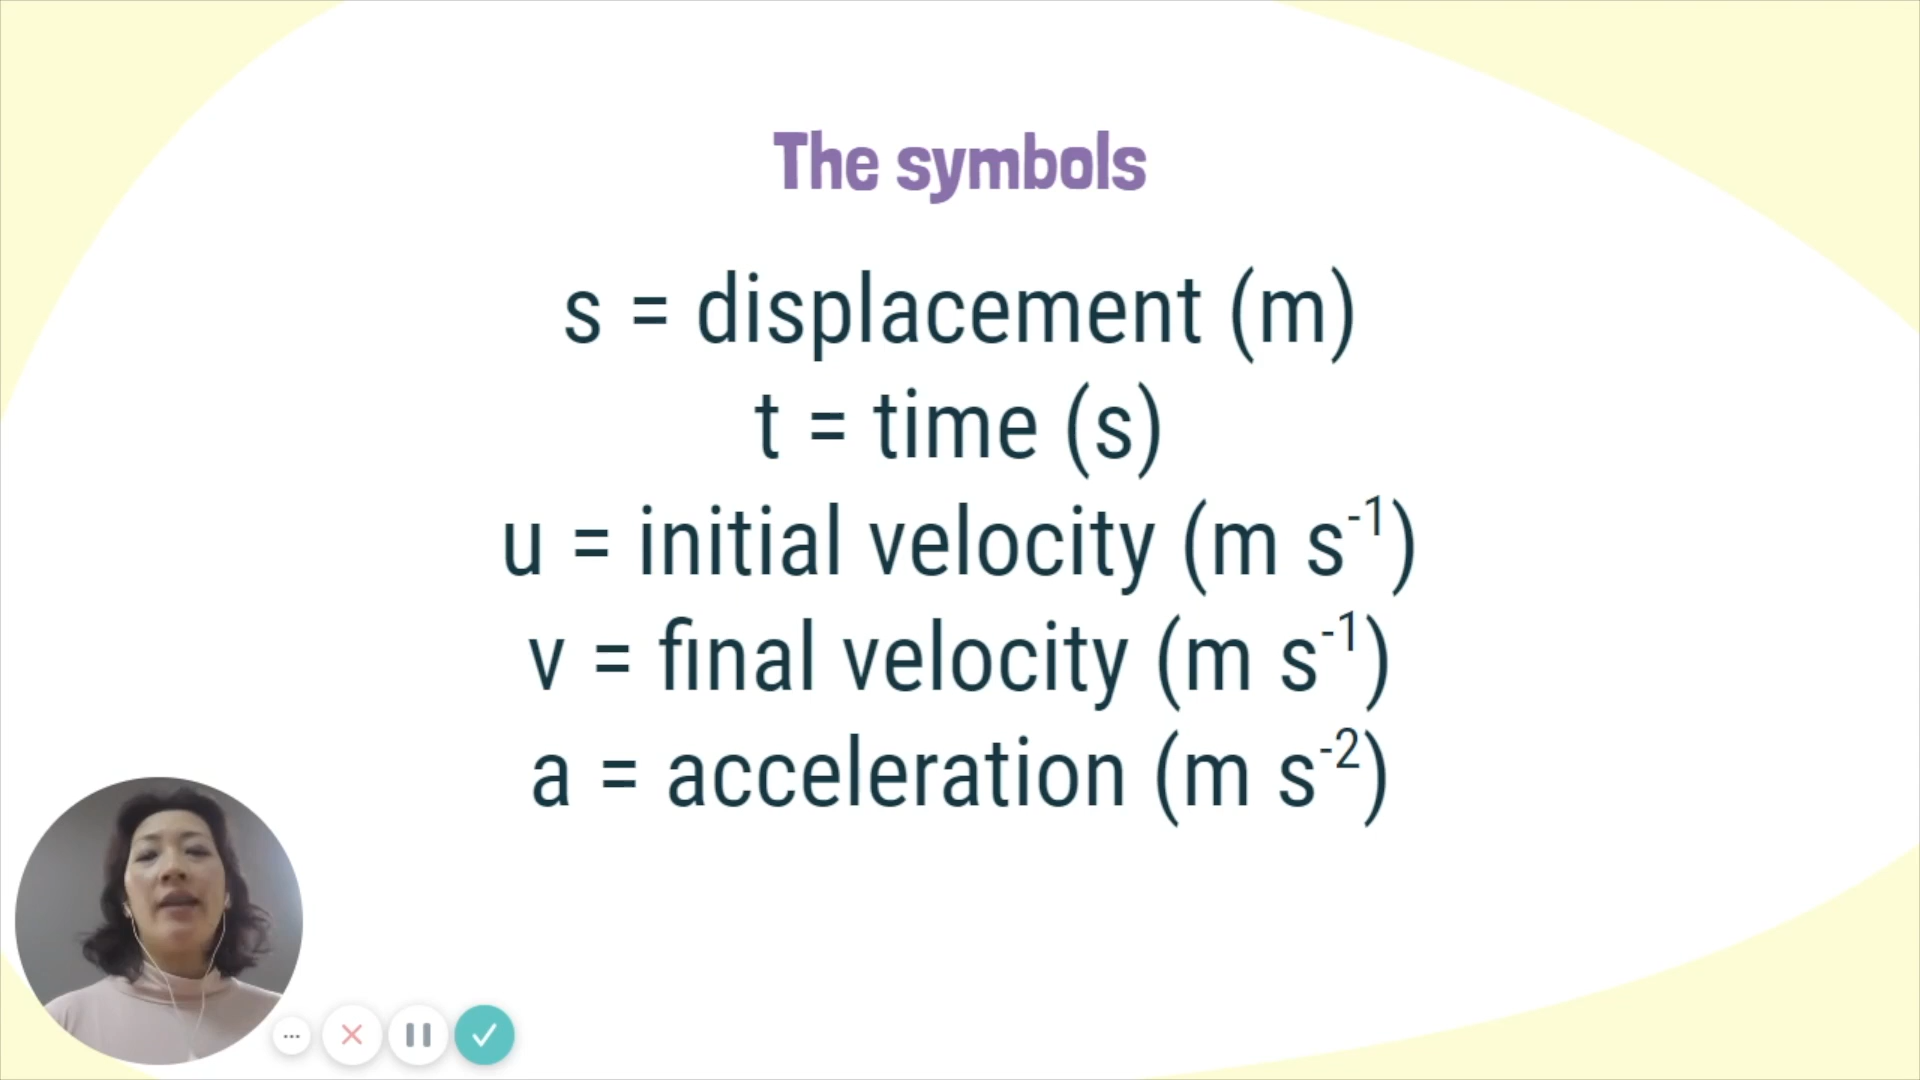 The symbols
s = displacement (m)
t = time (s)
u = initial velocity (m s⁻¹)
v = final velocity (m s⁻¹)
a = acceleration (m s⁻²)